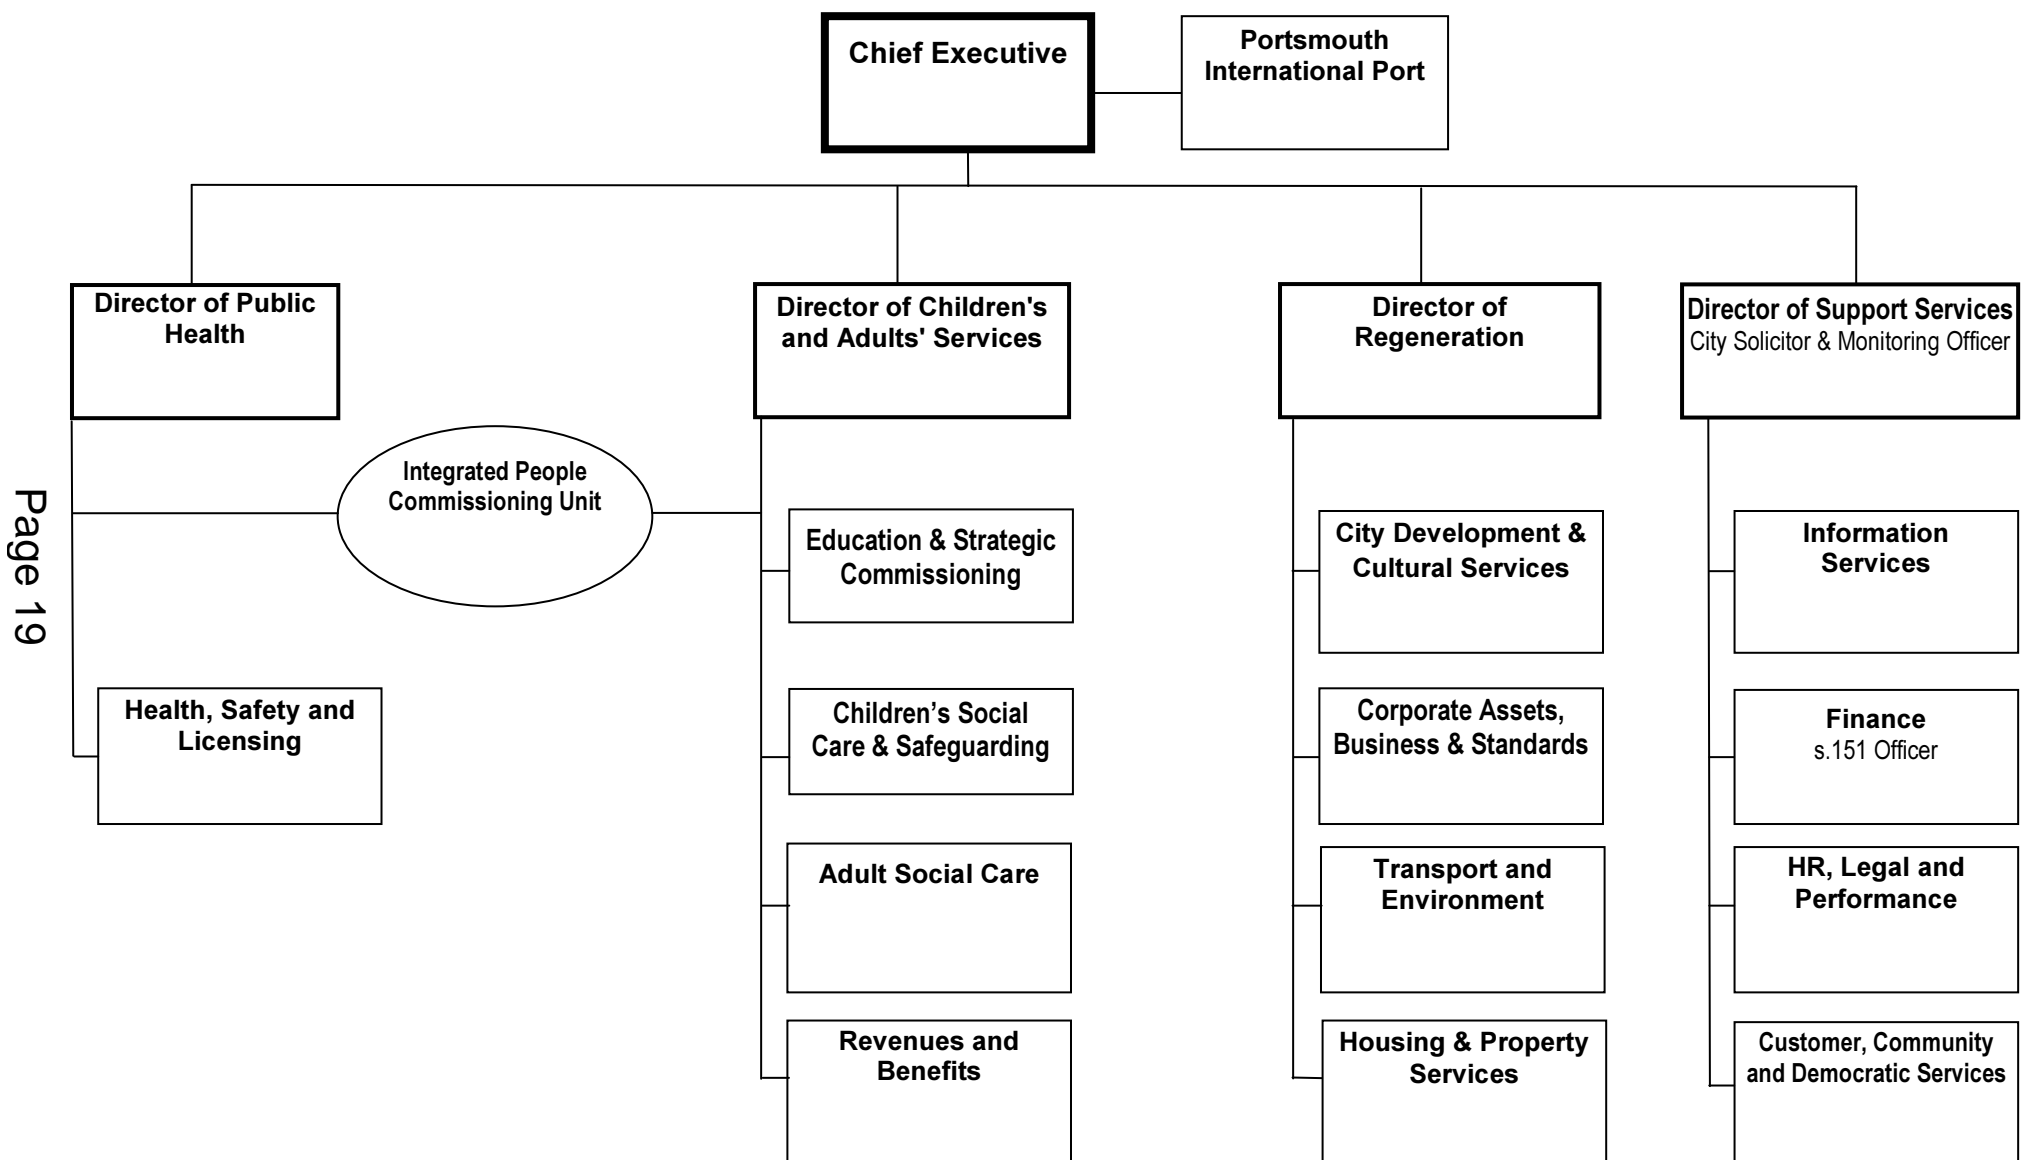 Chief Executive
Portsmouth
International Port
Director of Public
Health
Director of Children's
and Adults' Services
Director of
Regeneration
Director of Support Services
City Solicitor & Monitoring Officer
Integrated People
Commissioning Unit
Education & Strategic
Commissioning
City Development &
Cultural Services
Information
Services
Page 19
Health, Safety and
Licensing
Children’s Social
Care & Safeguarding
Corporate Assets,
Business & Standards
Finance
s.151 Officer
Adult Social Care
Transport and
Environment
HR, Legal and
Performance
Revenues and
Benefits
Housing & Property
Services
Customer, Community
and Democratic Services